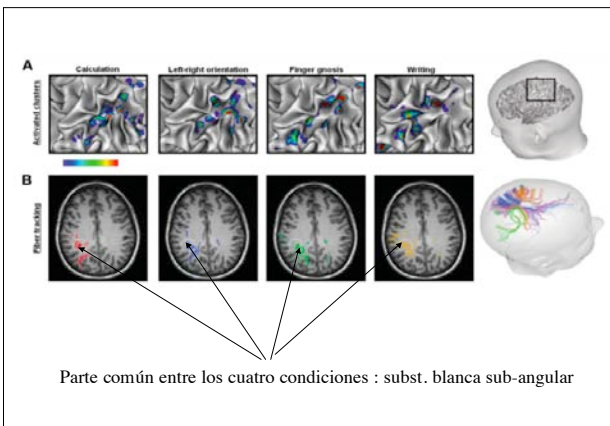 A
Calculation
Left-right orientation
Finger gnosis
Writing
Activated clusters
B
Fiber tracking
Parte común entre los cuatro condiciones : subst. blanca sub-angular